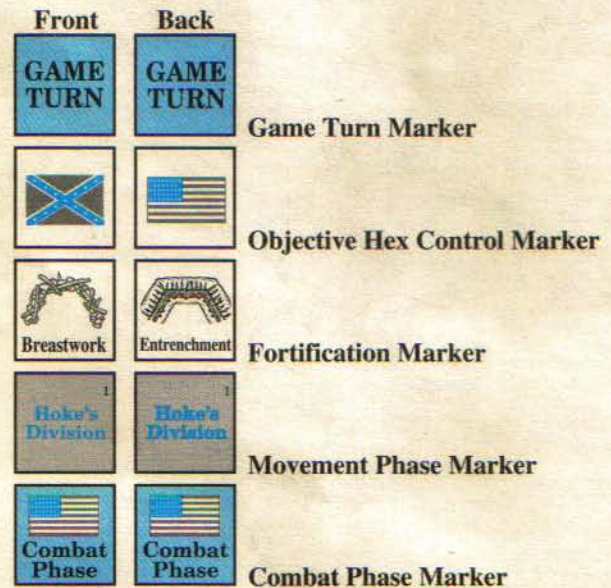 Front Back
GAME TURN
GAME TURN
Game Turn Marker
Objective Hex Control Marker
Breastwork
Entrenchment
Fortification Marker
1
Hoke's
Division
1
Hoke's
Division
Movement Phase Marker
Combat
Phase
Combat
Phase
Combat Phase Marker